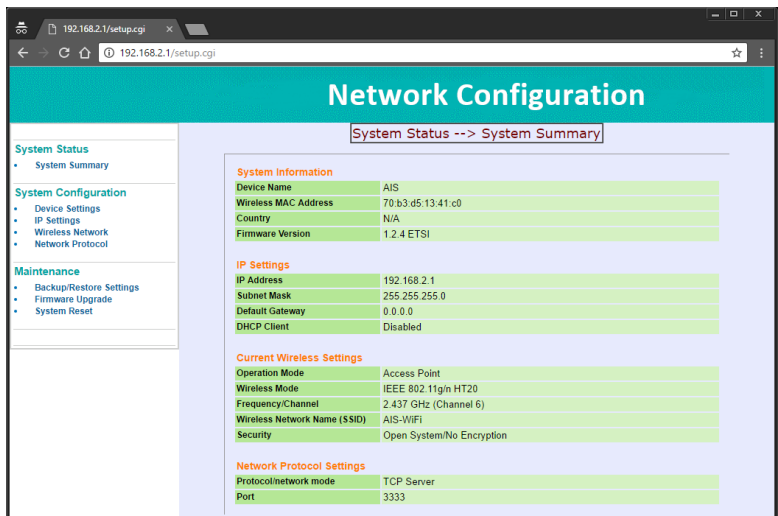 192.168.2.1/setup.cgi
192.168.2.1/setup.cgi
Network Configuration
System Status --> System Summary
System Status
• System Summary
System Configuration
• Device Settings
• IP Settings
• Wireless Network
• Network Protocol
Maintenance
• Backup/Restore Settings
• Firmware Upgrade
• System Reset
System Information
Device Name AIS
Wireless MAC Address 70:b3:d5:13:41:c0
Country N/A
Firmware Version 1.2.4 ETSI
IP Settings
IP Address 192.168.2.1
Subnet Mask 255.255.255.0
Default Gateway 0.0.0.0
DHCP Client Disabled
Current Wireless Settings
Operation Mode Access Point
Wireless Mode IEEE 802.11g/n HT20
Frequency/Channel 2.437 GHz (Channel 6)
Wireless Network Name (SSID) AIS-WiFi
Security Open System/No Encryption
Network Protocol Settings
Protocol/network mode TCP Server
Port 3333